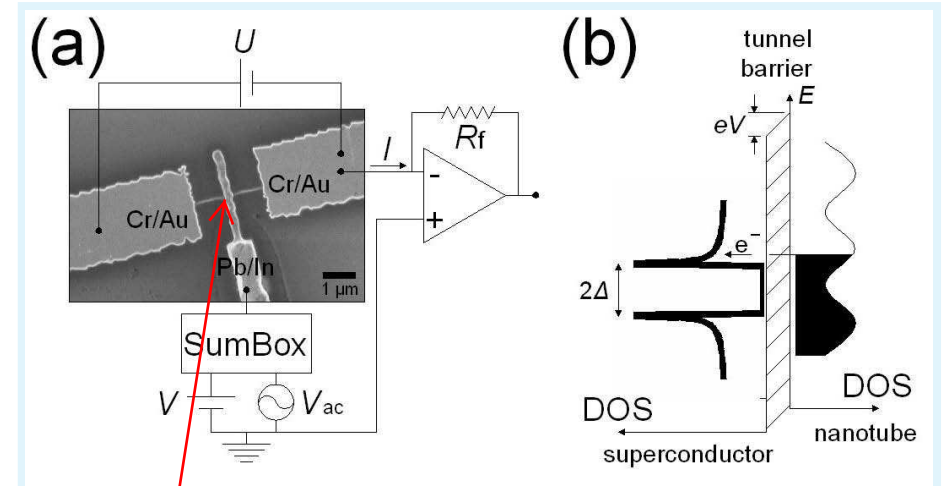 (a)
U
Cr/Au
Cr/Au
Pb/In
1 µm
I
Rf
-
+
SumBox
V
Vac
(b)
tunnel
barrier
E
eV
e⁻
2Δ
DOS
superconductor
DOS
nanotube